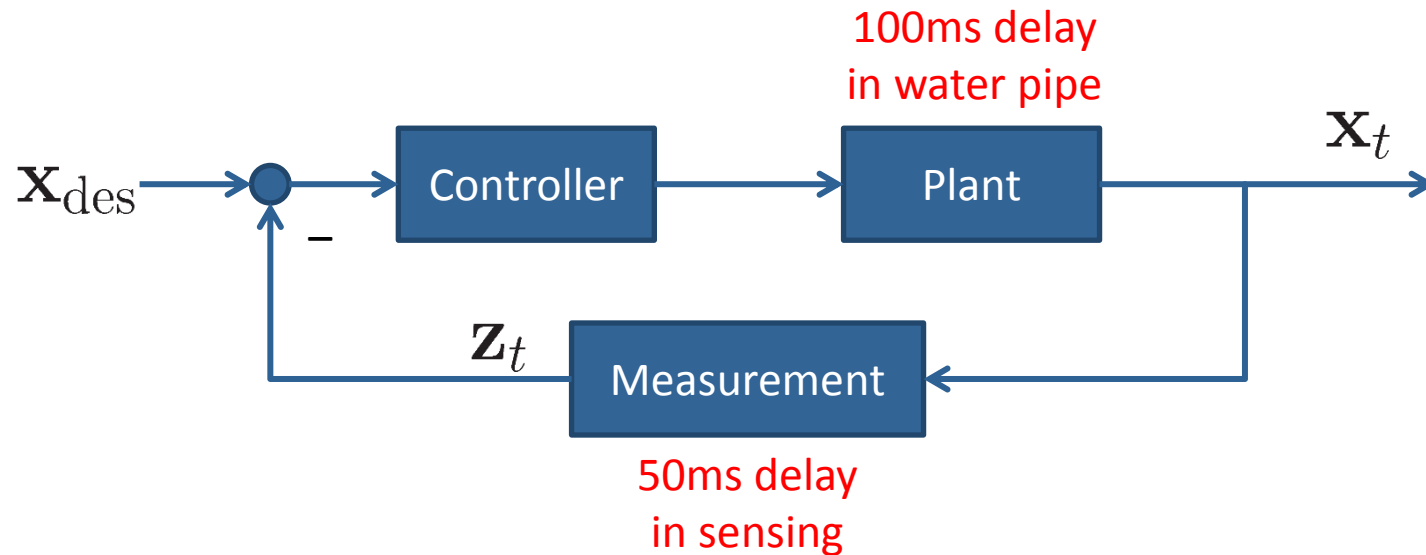 100ms delay
in water pipe
x_t
x_des
Controller
Plant
–
z_t
Measurement
50ms delay
in sensing